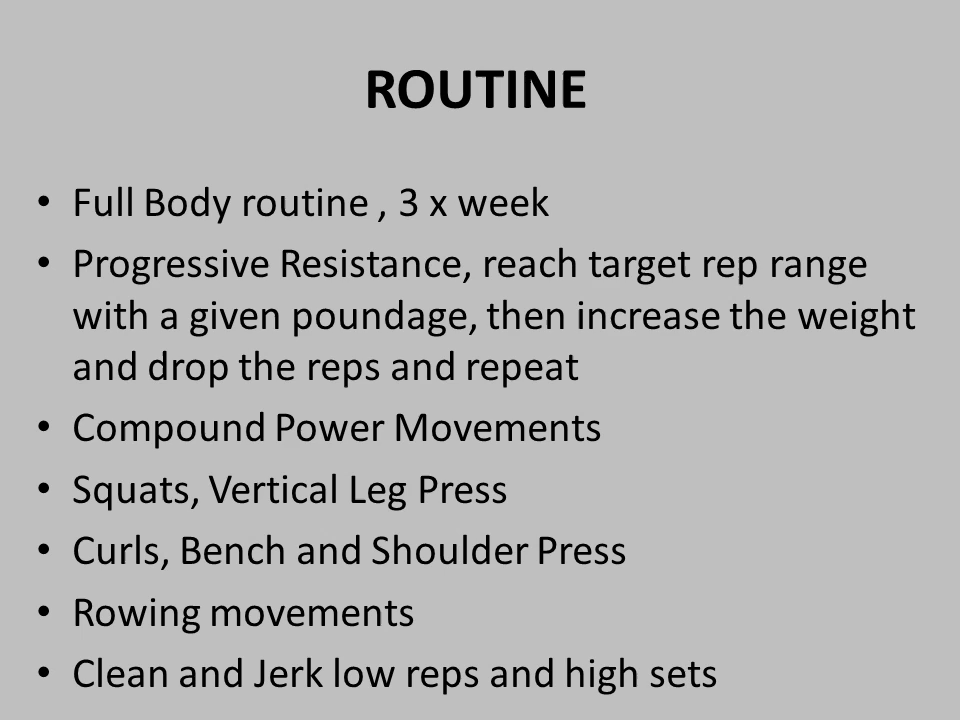 ROUTINE
• Full Body routine , 3 x week
• Progressive Resistance, reach target rep range
with a given poundage, then increase the weight
and drop the reps and repeat
• Compound Power Movements
• Squats, Vertical Leg Press
• Curls, Bench and Shoulder Press
• Rowing movements
• Clean and Jerk low reps and high sets